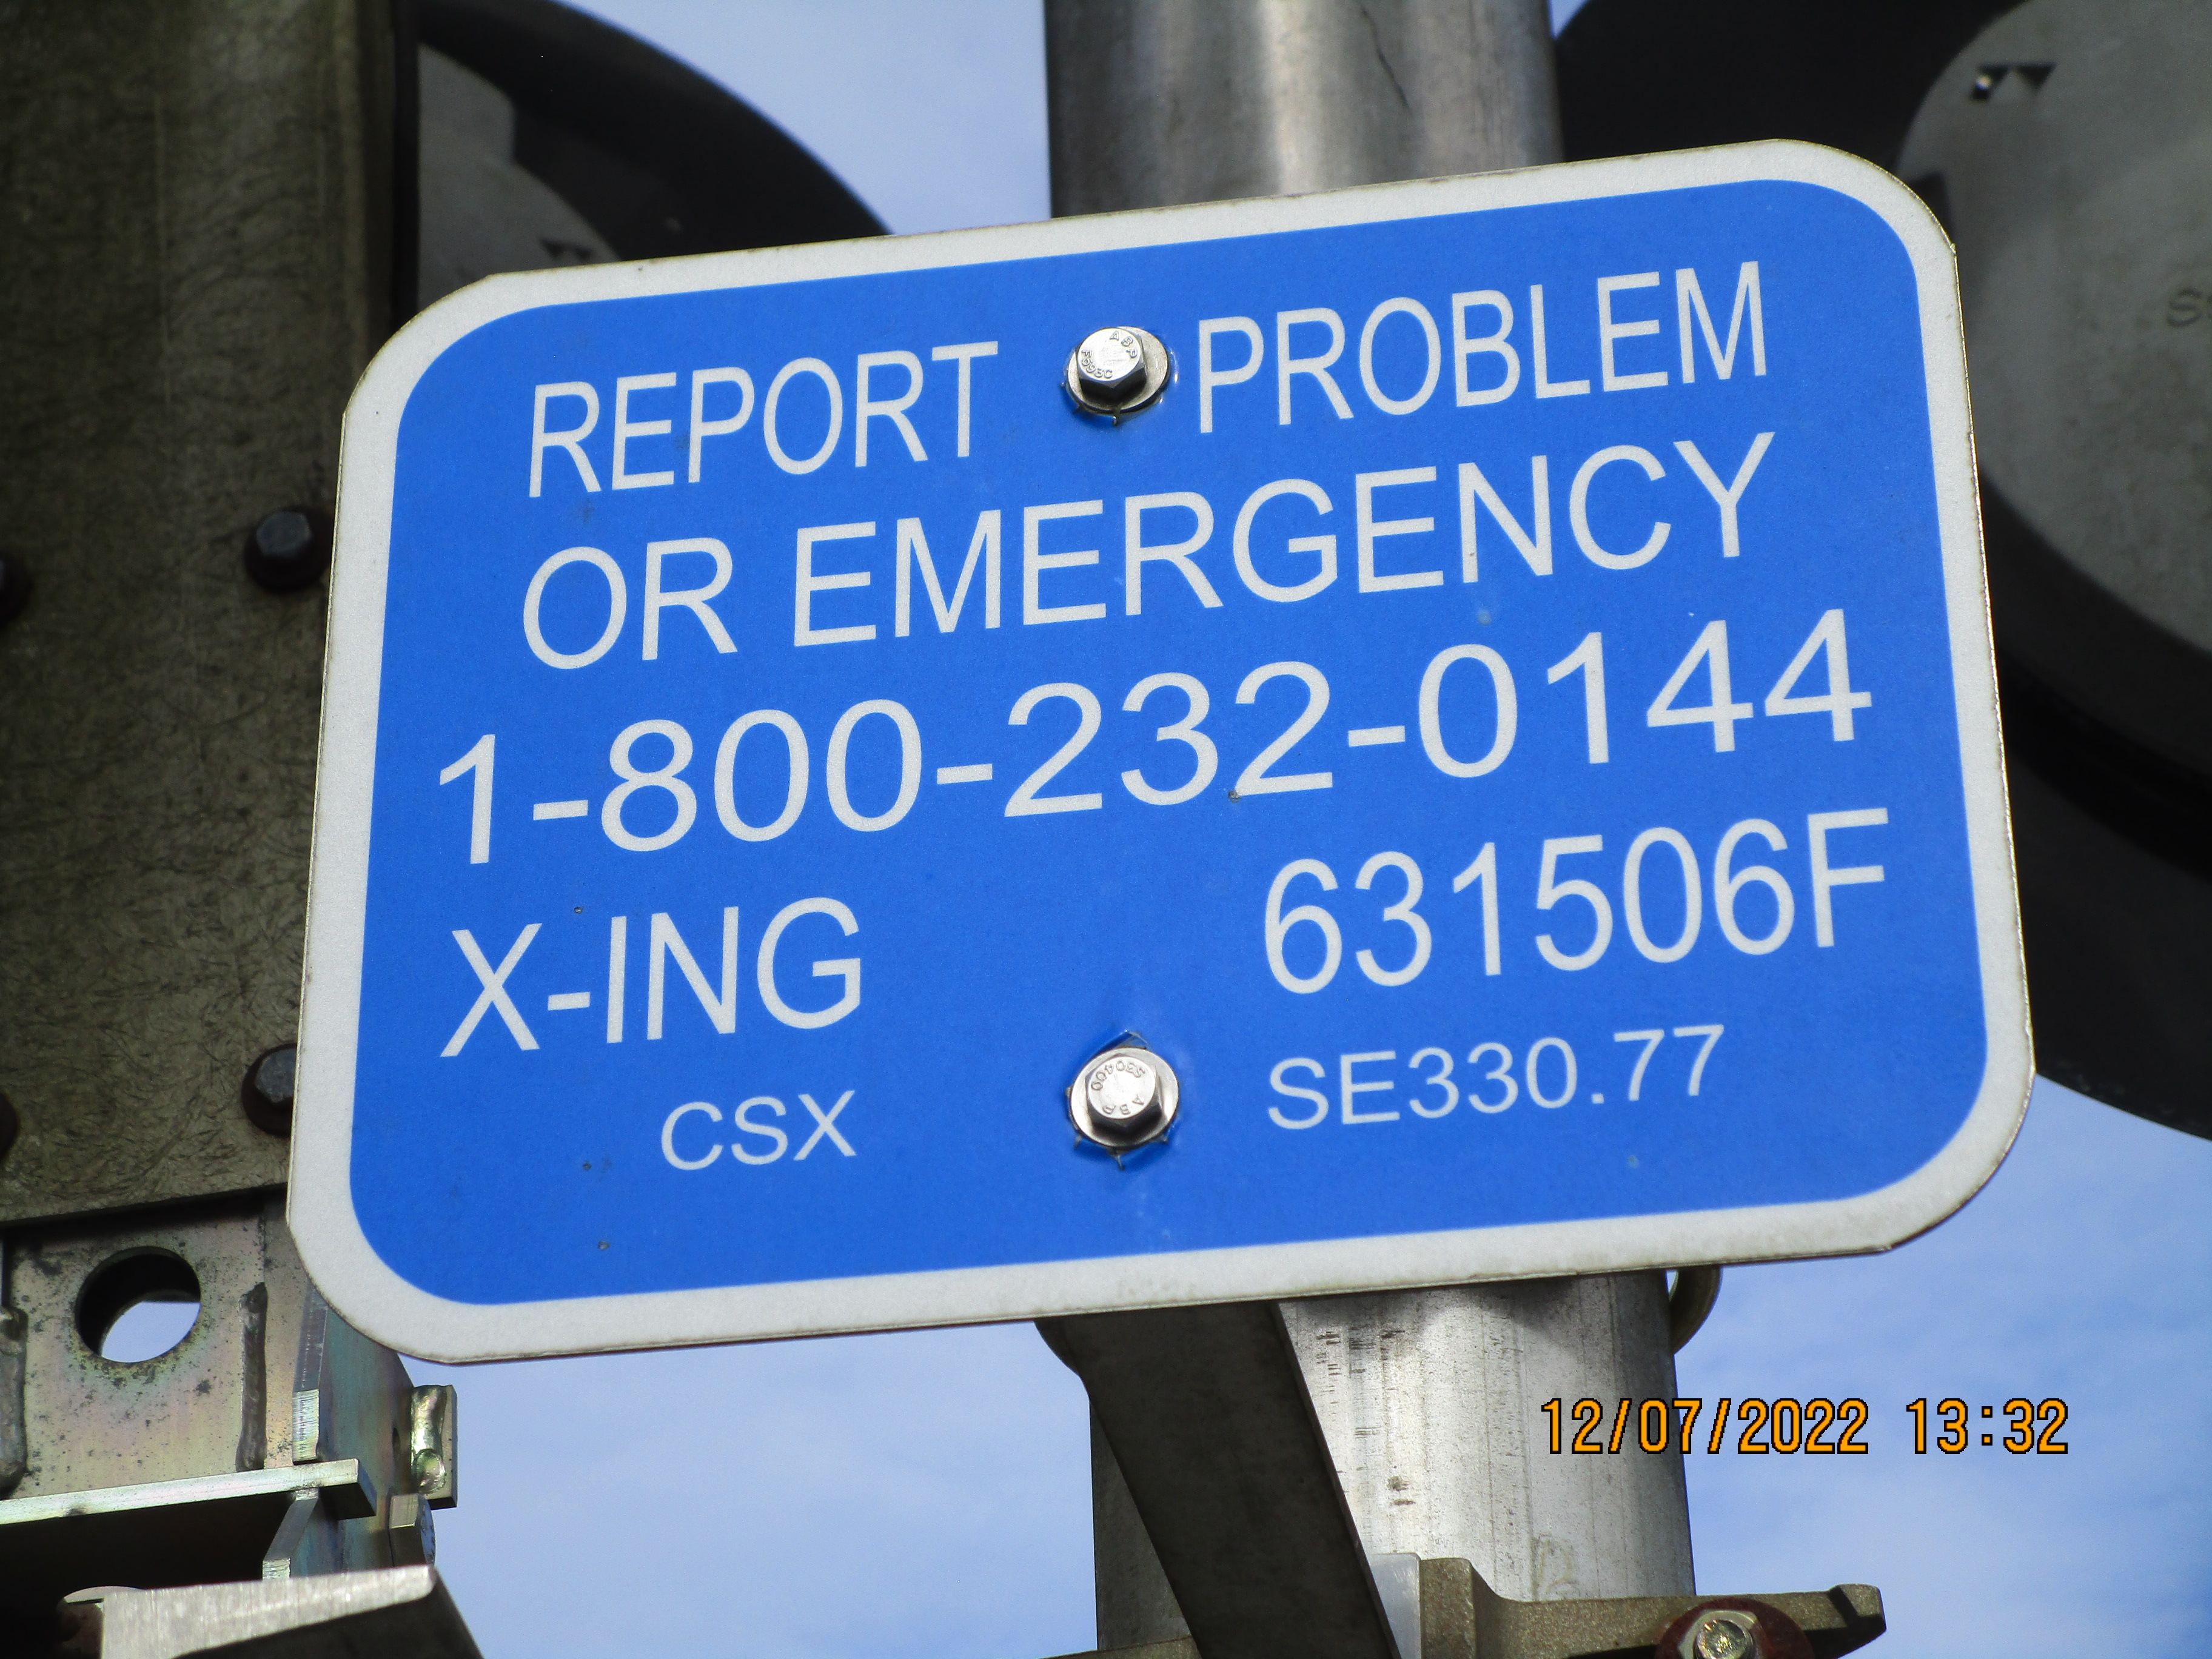 REPORT PROBLEM
OR EMERGENCY
1-800-232-0144
X-ING 631506F
CSX SE330.77
12/07/2022 13:32